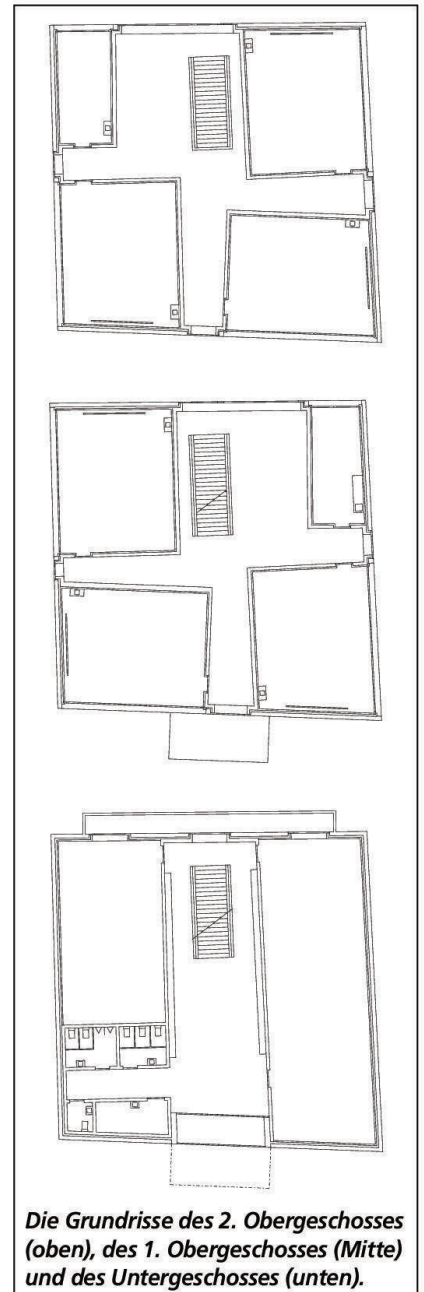 Die Grundrisse des 2. Obergeschosses
(oben), des 1. Obergeschosses (Mitte)
und des Untergeschosses (unten).